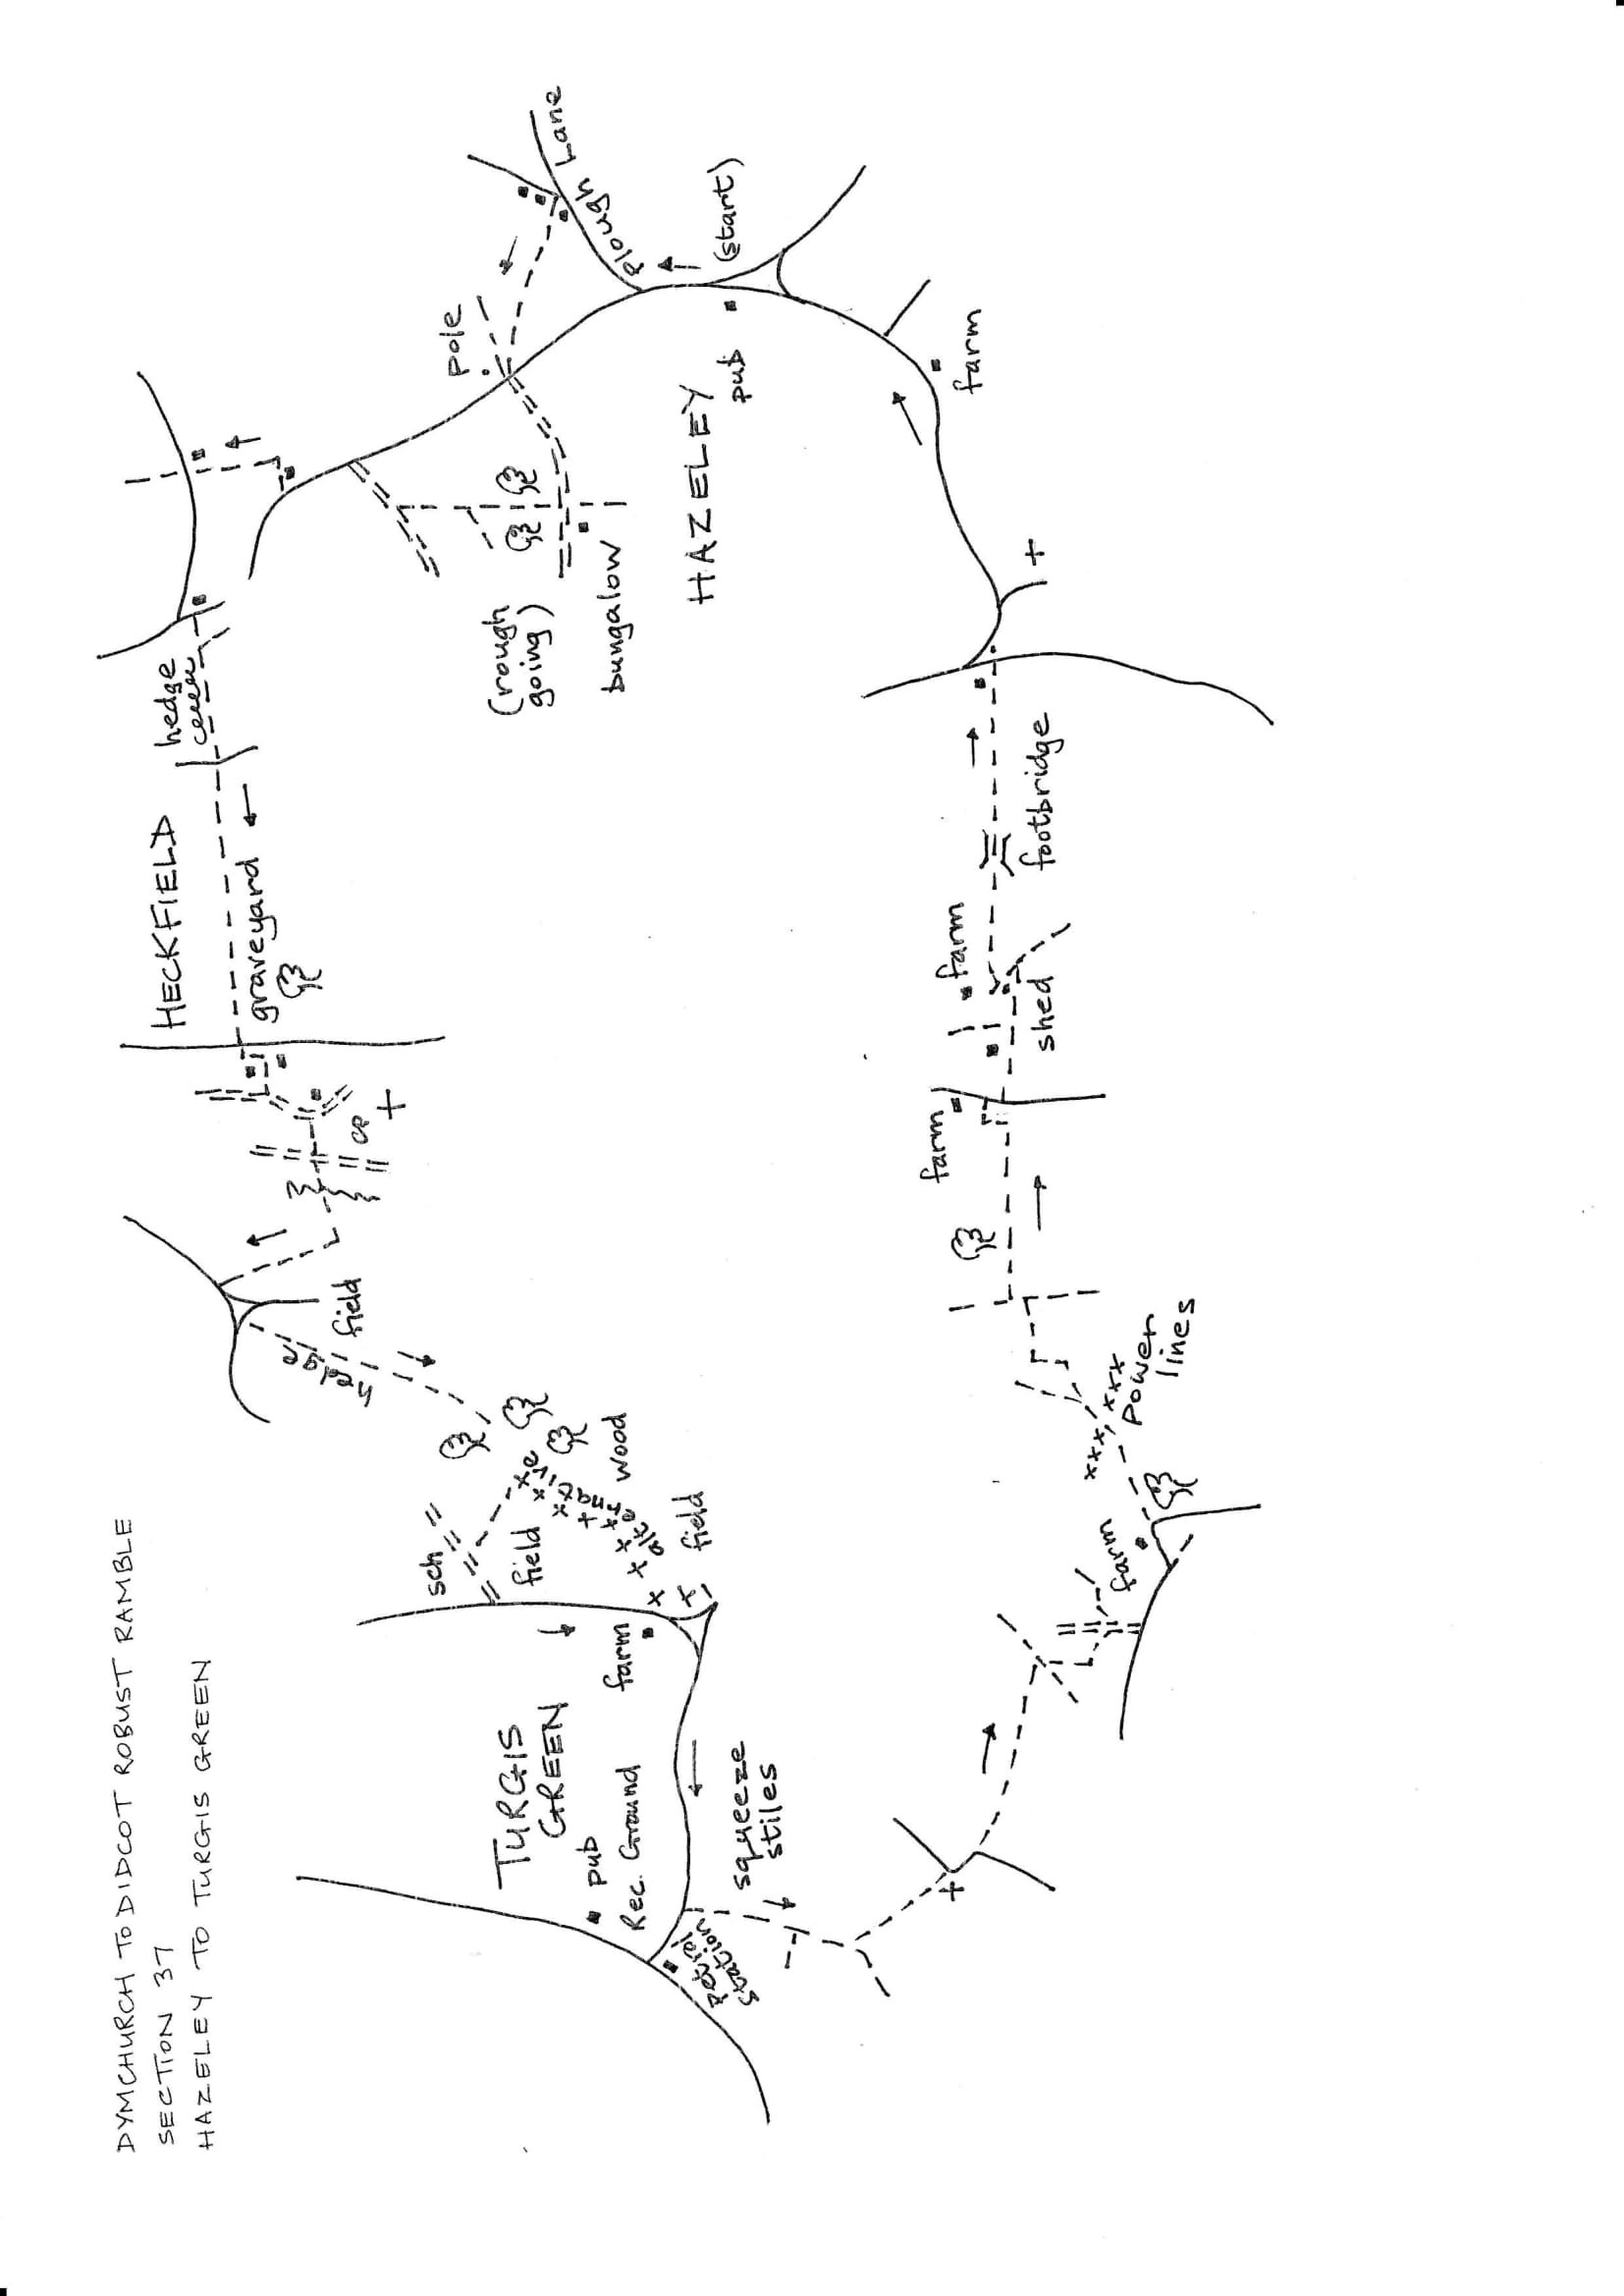 DYMCHURCH TO DIDCOT ROBUST RAMBLE
SECTION 37
HAZELEY TO TURGIS GREEN
HECKFIELD
hedge
graveyard
hedge
field
sch
TURGIS
GREEN
field
alternative
pub
Rec. Ground
farm
wood
field
petrol
station
squeeze
stiles
pole
(rough
going)
bungalow
Plough Lane
HAZELEY
pub
(start)
farm
farm
farm
shed
footbridge
farm
power
lines